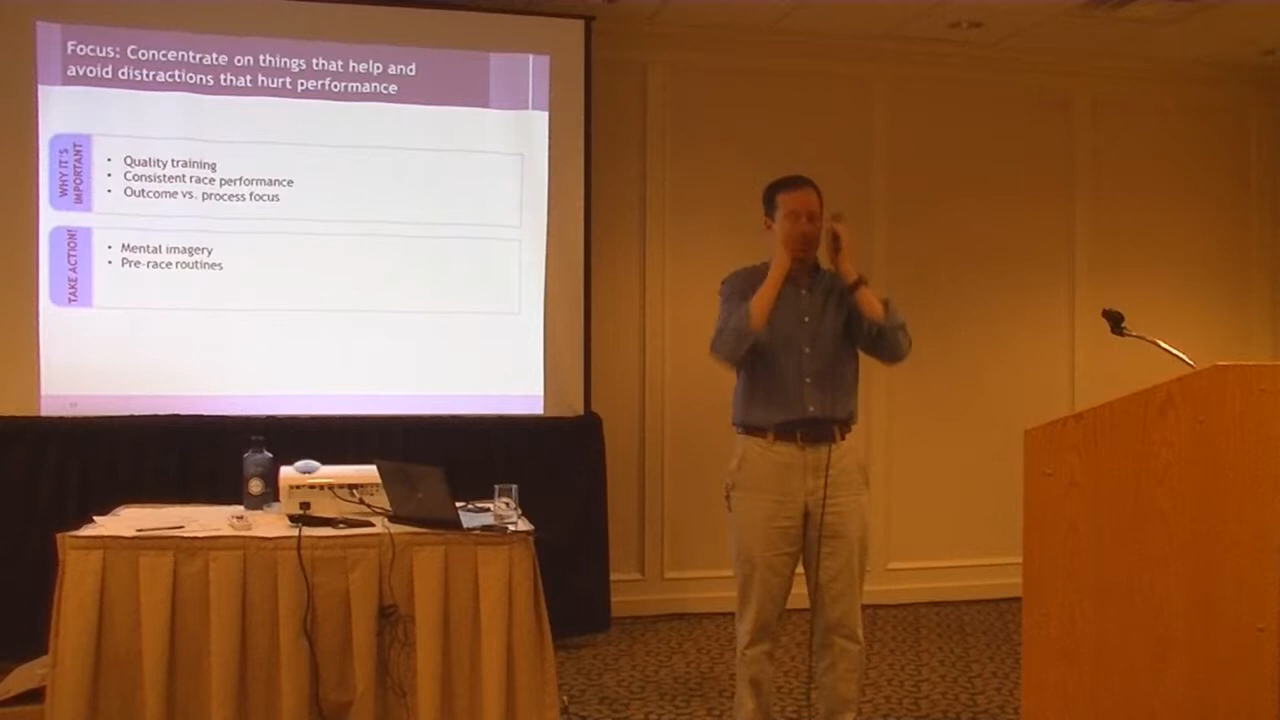 Focus: Concentrate on things that help and
avoid distractions that hurt performance
WHY IT'S
IMPORTANT
• Quality training
• Consistent race performance
• Outcome vs. process focus
TAKE ACTION!
• Mental imagery
• Pre-race routines